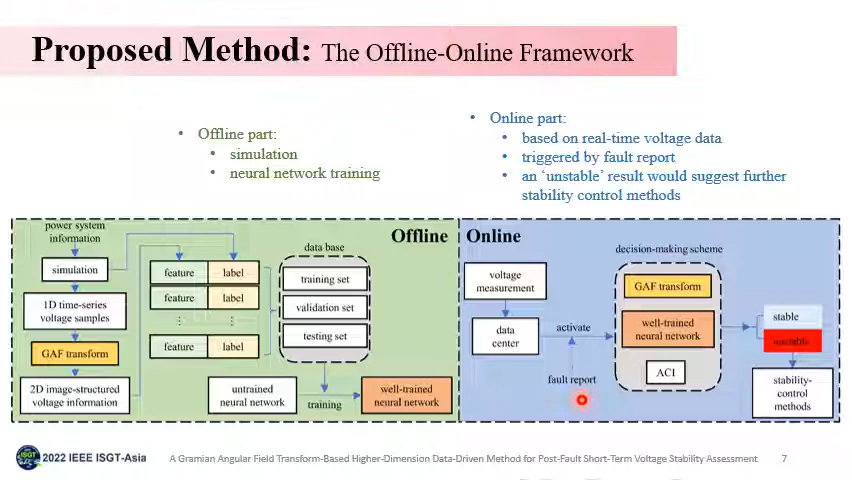 Proposed Method: The Offline-Online Framework
• Offline part:
• simulation
• neural network training
• Online part:
• based on real-time voltage data
• triggered by fault report
• an ‘unstable’ result would suggest further
stability control methods
Offline
power system
information
simulation
1D time-series
voltage samples
GAF transform
2D image-structured
voltage information
feature label
feature label
⋮ ⋮
feature label
data base
training set
validation set
testing set
untrained
neural network
training
well-trained
neural network
Online
voltage
measurement
data
center
activate
fault report
decision-making scheme
GAF transform
well-trained
neural network
ACI
stable
unstable
stability-
control
methods
2022 IEEE ISGT-Asia
A Gramian Angular Field Transform-Based Higher-Dimension Data-Driven Method for Post-Fault Short-Term Voltage Stability Assessment
7